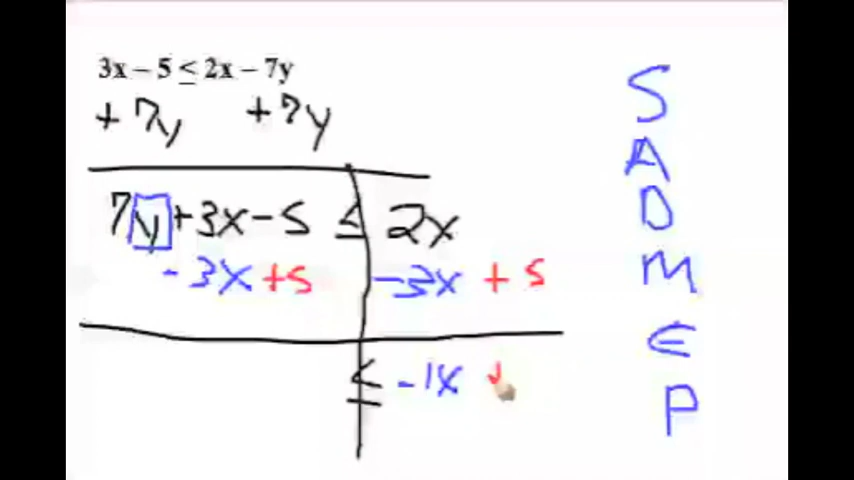 3x – 5 ≤ 2x – 7y
+ 7y + 7y
7y + 3x - 5 ≤ 2x
- 3x + 5 - 3x + 5
≤ - 1x
S
A
D
M
E
P